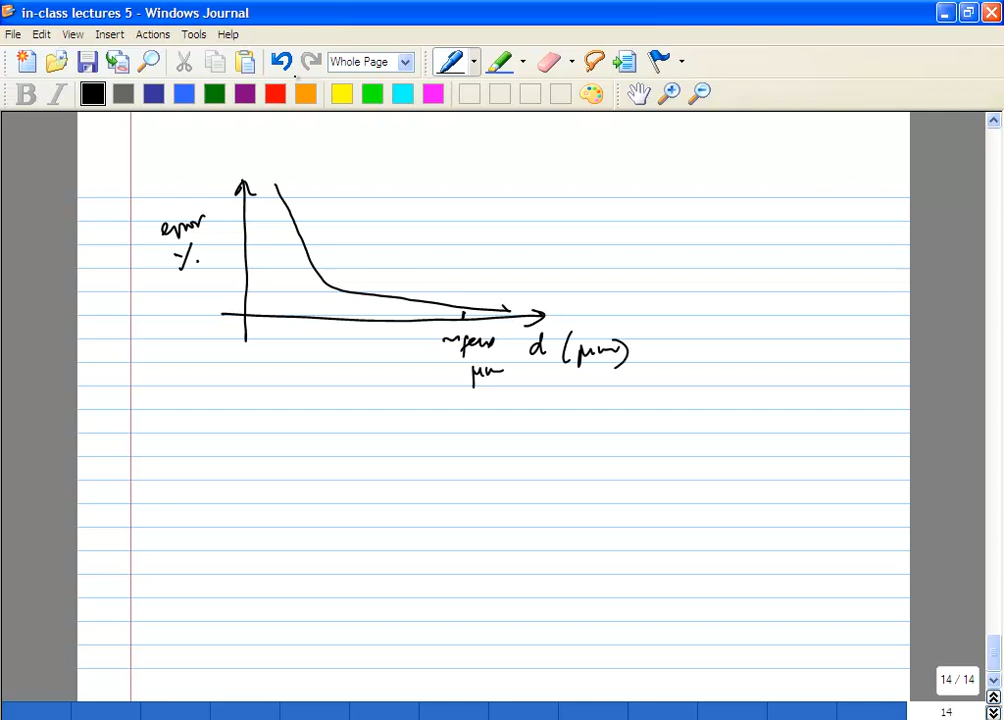 in-class lectures 5 - Windows Journal
File Edit View Insert Actions Tools Help
Whole Page
B I
error
%
~few
μm
d (μm)
14 / 14
14